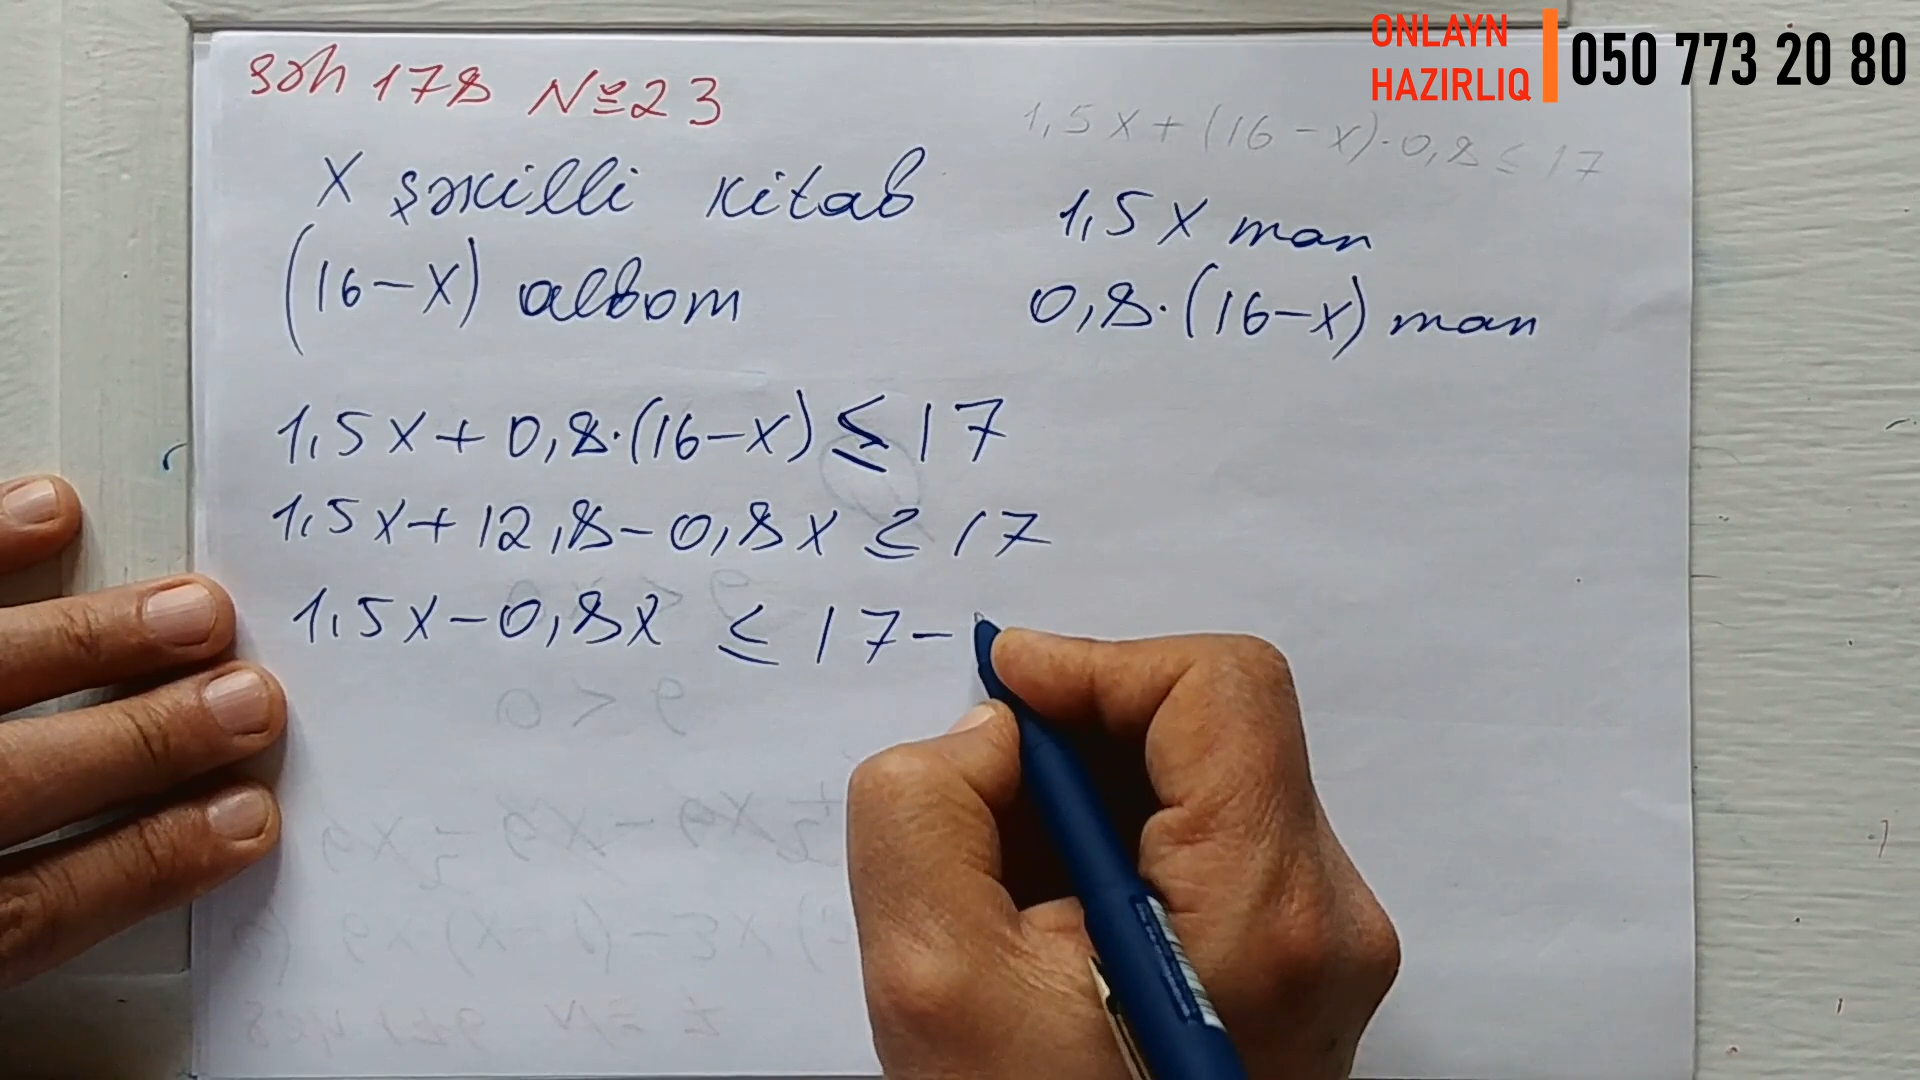 ONLAYN
HAZIRLIQ
050 773 20 80
səh 178 №23
1,5x+(16-x)·0,8≤17
x şəkilli kitab
1,5x man
(16-x) albom
0,8·(16-x) man
1,5x+0,8·(16-x)≤17
1,5x+12,8-0,8x≤17
1,5x-0,8x ≤17-